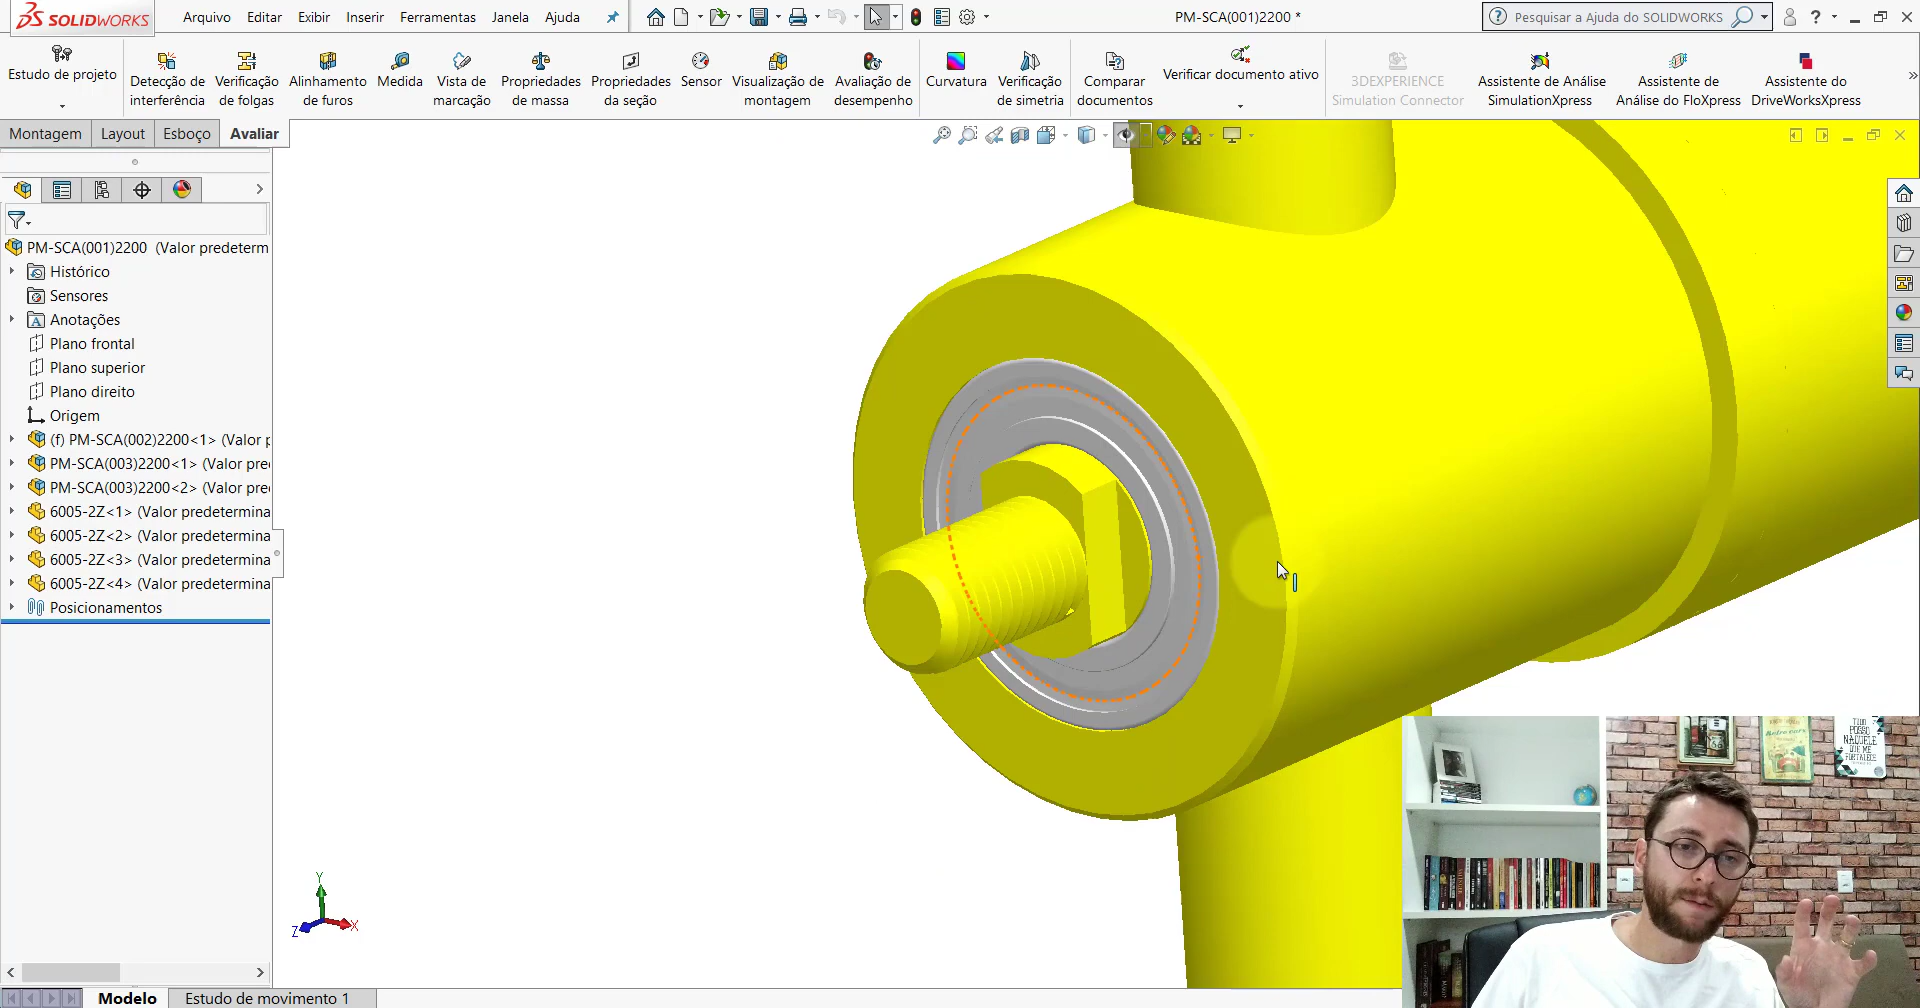 SOLIDWORKS
Arquivo
Editar
Exibir
Inserir
Ferramentas
Janela
Ajuda
PM-SCA(001)2200 *
Pesquisar a Ajuda do SOLIDWORKS
Estudo de projeto
Detecção de
interferência
Verificação
de folgas
Alinhamento
de furos
Medida
Vista de
marcação
Propriedades
de massa
Propriedades
da seção
Sensor
Visualização de
montagem
Avaliação de
desempenho
Curvatura
Verificação
de simetria
Comparar
documentos
Verificar documento ativo
3DEXPERIENCE
Simulation Connector
Assistente de Análise
SimulationXpress
Assistente de
Análise do FloXpress
Assistente do
DriveWorksXpress
Montagem
Layout
Esboço
Avaliar
PM-SCA(001)2200 (Valor predeterm
Histórico
Sensores
Anotações
Plano frontal
Plano superior
Plano direito
Origem
(f) PM-SCA(002)2200<1> (Valor p
PM-SCA(003)2200<1> (Valor pre
PM-SCA(003)2200<2> (Valor pre
6005-2Z<1> (Valor predetermina
6005-2Z<2> (Valor predetermina
6005-2Z<3> (Valor predetermina
6005-2Z<4> (Valor predetermina
Posicionamentos
Y
X
Z
TUDO
POSSO
NAQUELE
QUE ME
FORTALECE
Modelo
Estudo de movimento 1